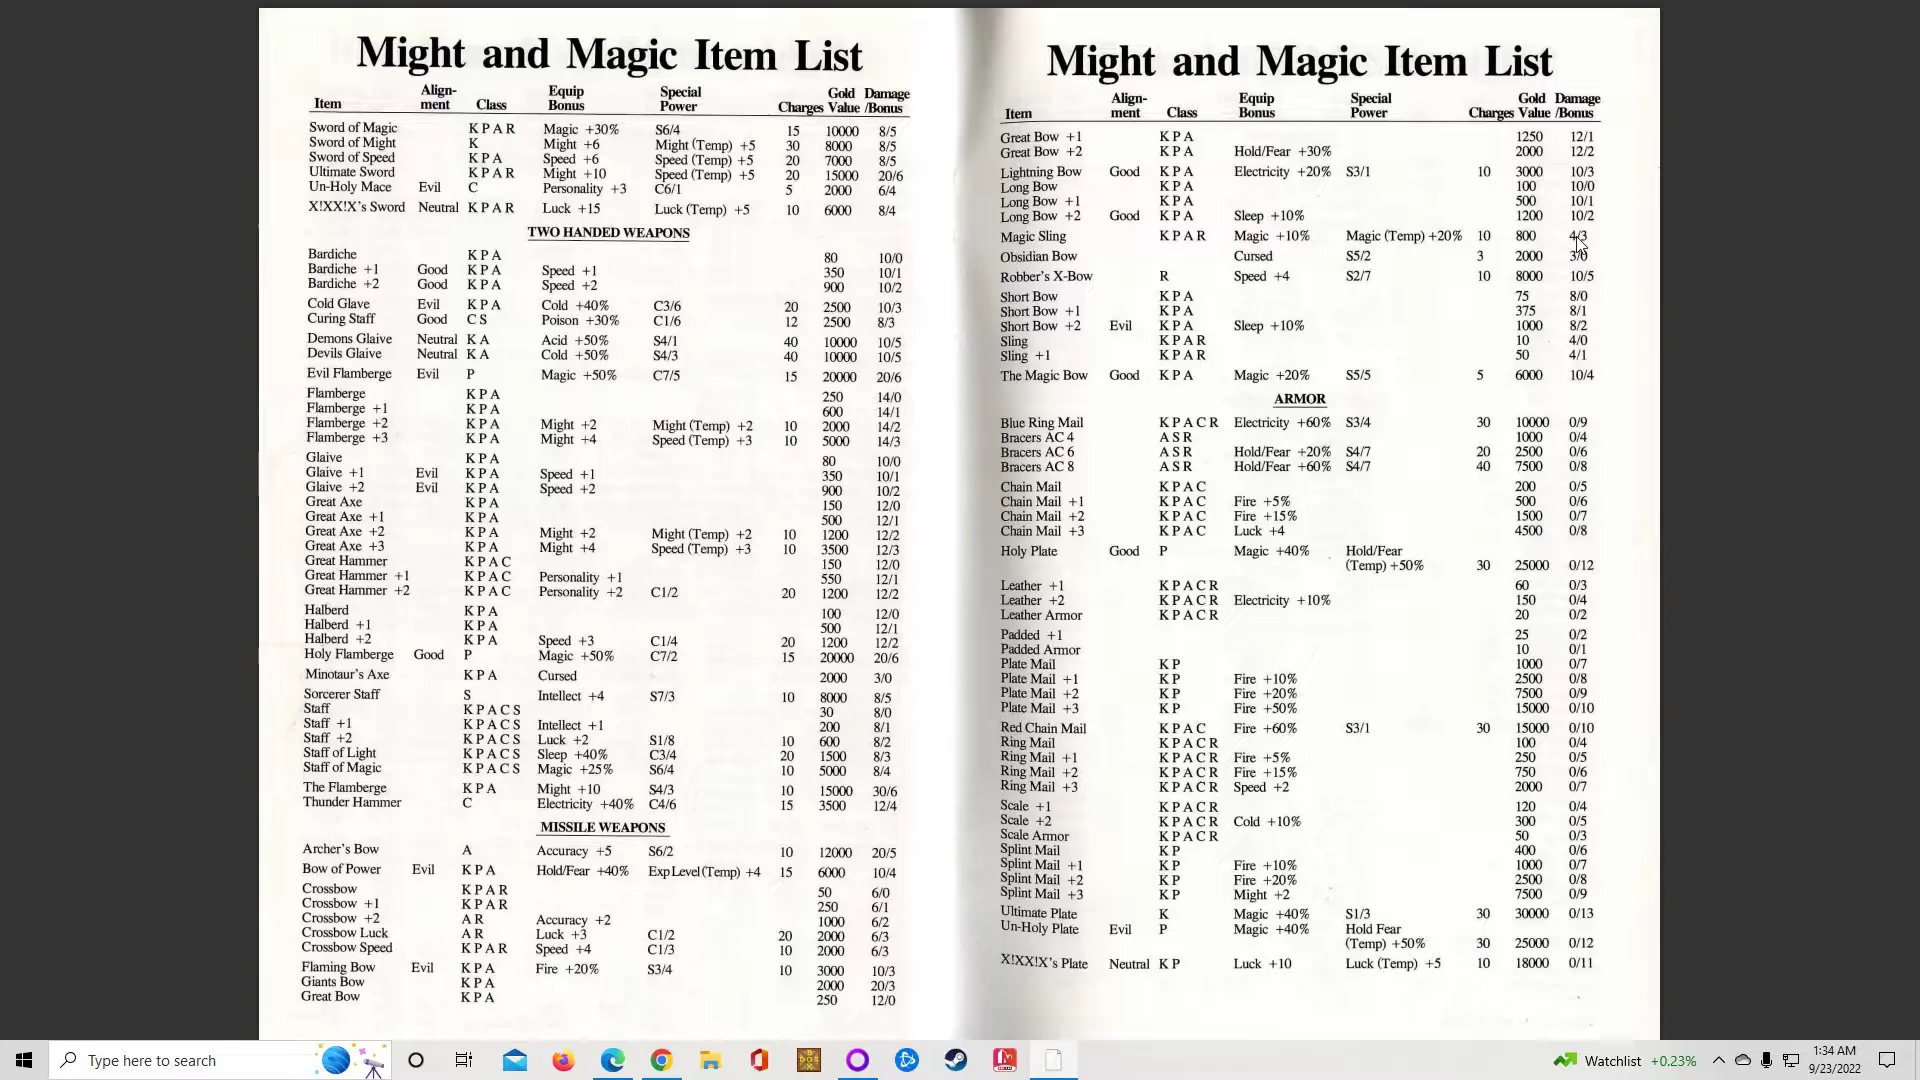 Might and Magic Item List
Item Align-ment Class Equip Bonus Special Power Charges Gold Value Damage /Bonus
Sword of Magic K P A R Magic +30% S6/4 15 10000 8/5
Sword of Might K Might +6 Might (Temp) +5 30 8000 8/5
Sword of Speed K P A Speed +6 Speed (Temp) +5 20 7000 8/5
Ultimate Sword K P A R Might +10 Speed (Temp) +5 20 15000 20/6
Un-Holy Mace Evil C Personality +3 C6/1 5 2000 6/4
X!XX!X's Sword Neutral K P A R Luck +15 Luck (Temp) +5 10 6000 8/4
TWO HANDED WEAPONS
Bardiche K P A 80 10/0
Bardiche +1 Good K P A Speed +1 350 10/1
Bardiche +2 Good K P A Speed +2 900 10/2
Cold Glave Evil K P A Cold +40% C3/6 20 2500 10/3
Curing Staff Good C S Poison +30% C1/6 12 2500 8/3
Demons Glaive Neutral K A Acid +50% S4/1 40 10000 10/5
Devils Glaive Neutral K A Cold +50% S4/3 40 10000 10/5
Evil Flamberge Evil P Magic +50% C7/5 15 20000 20/6
Flamberge K P A 250 14/0
Flamberge +1 K P A 600 14/1
Flamberge +2 K P A Might +2 Might (Temp) +2 10 2000 14/2
Flamberge +3 K P A Might +4 Speed (Temp) +3 10 5000 14/3
Glaive K P A 80 10/0
Glaive +1 Evil K P A Speed +1 350 10/1
Glaive +2 Evil K P A Speed +2 900 10/2
Great Axe K P A 150 12/0
Great Axe +1 K P A 500 12/1
Great Axe +2 K P A Might +2 Might (Temp) +2 10 1200 12/2
Great Axe +3 K P A Might +4 Speed (Temp) +3 10 3500 12/3
Great Hammer K P A C 150 12/0
Great Hammer +1 K P A C Personality +1 550 12/1
Great Hammer +2 K P A C Personality +2 C1/2 20 1200 12/2
Halberd K P A 100 12/0
Halberd +1 K P A 500 12/1
Halberd +2 K P A Speed +3 C1/4 20 1200 12/2
Holy Flamberge Good P Magic +50% C7/2 15 20000 20/6
Minotaur's Axe K P A Cursed 2000 3/0
Sorcerer Staff S Intellect +4 S7/3 10 8000 8/5
Staff K P A C S 30 8/0
Staff +1 K P A C S Intellect +1 200 8/1
Staff +2 K P A C S Luck +2 S1/8 10 600 8/2
Staff of Light K P A C S Sleep +40% C3/4 20 1500 8/3
Staff of Magic K P A C S Magic +25% S6/4 10 5000 8/4
The Flamberge K P A Might +10 S4/3 10 15000 30/6
Thunder Hammer C Electricity +40% C4/6 15 3500 12/4
MISSILE WEAPONS
Archer's Bow A Accuracy +5 S6/2 10 12000 20/5
Bow of Power Evil K P A Hold/Fear +40% Exp Level (Temp) +4 15 6000 10/4
Crossbow K P A R 50 6/0
Crossbow +1 K P A R 250 6/1
Crossbow +2 A R Accuracy +2 1000 6/2
Crossbow Luck A R Luck +3 C1/2 20 2000 6/3
Crossbow Speed K P A R Speed +4 C1/3 10 2000 6/3
Flaming Bow Evil K P A Fire +20% S3/4 10 3000 10/3
Giants Bow K P A 2000 20/3
Great Bow K P A 250 12/0
Might and Magic Item List
Item Align-ment Class Equip Bonus Special Power Charges Gold Value Damage /Bonus
Great Bow +1 K P A 1250 12/1
Great Bow +2 K P A Hold/Fear +30% 2000 12/2
Lightning Bow Good K P A Electricity +20% S3/1 10 3000 10/3
Long Bow K P A 100 10/0
Long Bow +1 K P A 500 10/1
Long Bow +2 Good K P A Sleep +10% 1200 10/2
Magic Sling K P A R Magic +10% Magic (Temp) +20% 10 800 4/3
Obsidian Bow Cursed S5/2 3 2000 3/0
Robber's X-Bow R Speed +4 S2/7 10 8000 10/5
Short Bow K P A 75 8/0
Short Bow +1 K P A 375 8/1
Short Bow +2 Evil K P A Sleep +10% 1000 8/2
Sling K P A R 10 4/0
Sling +1 K P A R 50 4/1
The Magic Bow Good K P A Magic +20% S5/5 5 6000 10/4
ARMOR
Blue Ring Mail K P A C R Electricity +60% S3/4 30 10000 0/9
Bracers AC 4 A S R 1000 0/4
Bracers AC 6 A S R Hold/Fear +20% S4/7 20 2500 0/6
Bracers AC 8 A S R Hold/Fear +60% S4/7 40 7500 0/8
Chain Mail K P A C 200 0/5
Chain Mail +1 K P A C Fire +5% 500 0/6
Chain Mail +2 K P A C Fire +15% 1500 0/7
Chain Mail +3 K P A C Luck +4 4500 0/8
Holy Plate Good P Magic +40% Hold/Fear
(Temp) +50% 30 25000 0/12
Leather +1 K P A C R 60 0/3
Leather +2 K P A C R Electricity +10% 150 0/4
Leather Armor K P A C R 20 0/2
Padded +1 25 0/2
Padded Armor 10 0/1
Plate Mail K P 1000 0/7
Plate Mail +1 K P Fire +10% 2500 0/8
Plate Mail +2 K P Fire +20% 7500 0/9
Plate Mail +3 K P Fire +50% 15000 0/10
Red Chain Mail K P A C Fire +60% S3/1 30 15000 0/10
Ring Mail K P A C R 100 0/4
Ring Mail +1 K P A C R Fire +5% 250 0/5
Ring Mail +2 K P A C R Fire +15% 750 0/6
Ring Mail +3 K P A C R Speed +2 2000 0/7
Scale +1 K P A C R 120 0/4
Scale +2 K P A C R Cold +10% 300 0/5
Scale Armor K P A C R 50 0/3
Splint Mail K P 400 0/6
Splint Mail +1 K P Fire +10% 1000 0/7
Splint Mail +2 K P Fire +20% 2500 0/8
Splint Mail +3 K P Might +2 7500 0/9
Ultimate Plate K Magic +40% S1/3 30 30000 0/13
Un-Holy Plate Evil P Magic +40% Hold Fear
(Temp) +50% 30 25000 0/12
X!XX!X's Plate Neutral K P Luck +10 Luck (Temp) +5 10 18000 0/11
Type here to search
Watchlist +0.23%
1:34 AM
9/23/2022